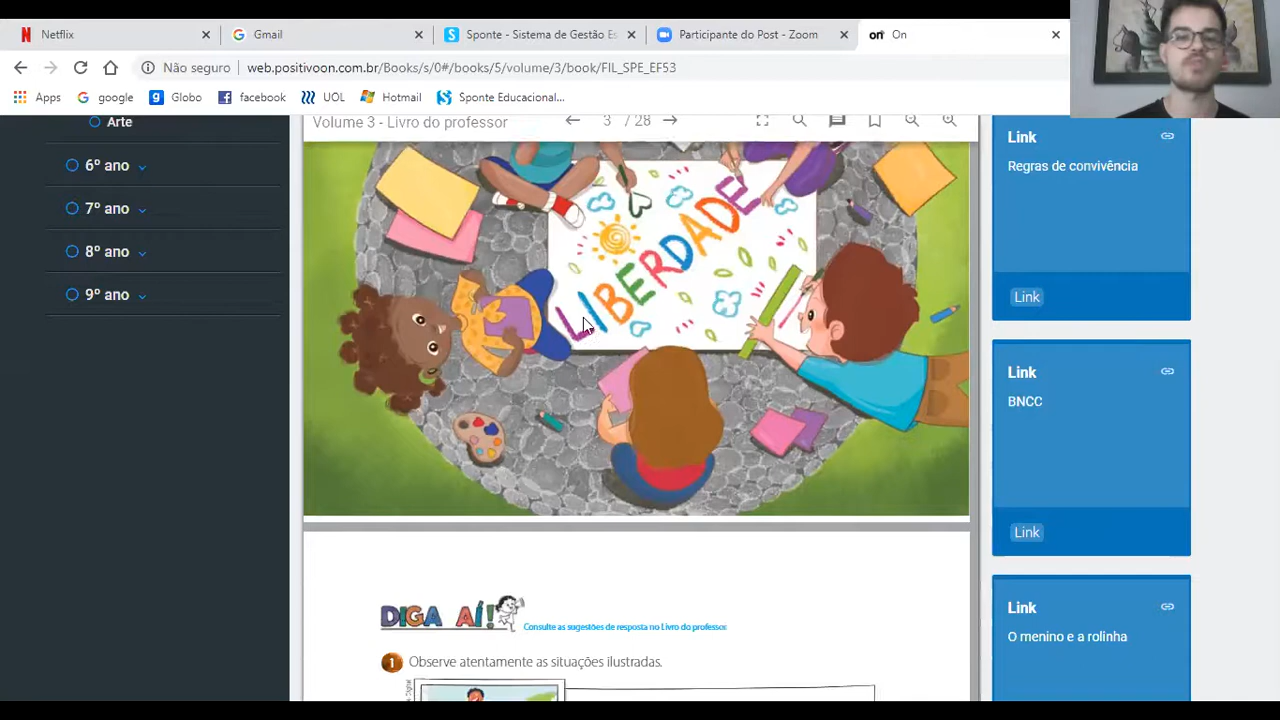 Netflix
Gmail
Sponte - Sistema de Gestão Es
Participante do Post - Zoom
on
On
Não seguro
web.positivoon.com.br/Books/s/0#/books/5/volume/3/book/FIL_SPE_EF53
Apps
google
Globo
facebook
UOL
Hotmail
Sponte Educacional...
Arte
6º ano
7º ano
8º ano
9º ano
Volume 3 - Livro do professor
3 / 28
LIBERDADE
DIGA AÍ!
Consulte as sugestões de resposta no Livro do professor.
1 Observe atentamente as situações ilustradas.
Link
Regras de convivência
Link
Link
BNCC
Link
Link
O menino e a rolinha